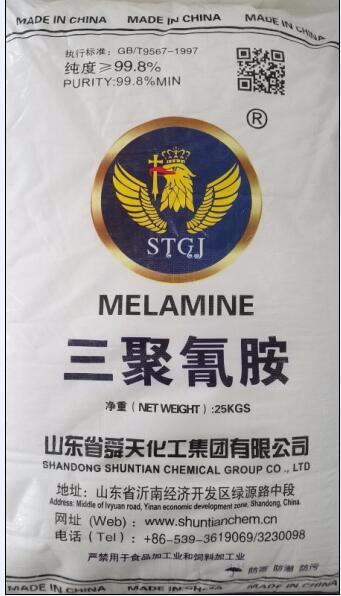 MADE IN CHINA MADE IN CHINA MADE IN CHINA
执行标准：GB/T9567-1997
纯度≥99.8%
PURITY:99.8%MIN
®
STGJ
MELAMINE
三聚氰胺
净重（NET WEIGHT）:25KGS
山东省舜天化工集团有限公司
SHANDONG SHUNTIAN CHEMICAL GROUP CO., LTD
地址：山东省沂南经济开发区绿源路中段
Address: Middle of lvyuan road, Yinan economic development zone, Shandong, China.
网址（Web）：www.shuntianchem.cn
电话（Tel）：+86-539-3619069/3230098
严禁用于食品加工业和饲料加工业
防雨 防潮 防污
MADE IN CHINA MADE IN CHINA MADE IN CHINA